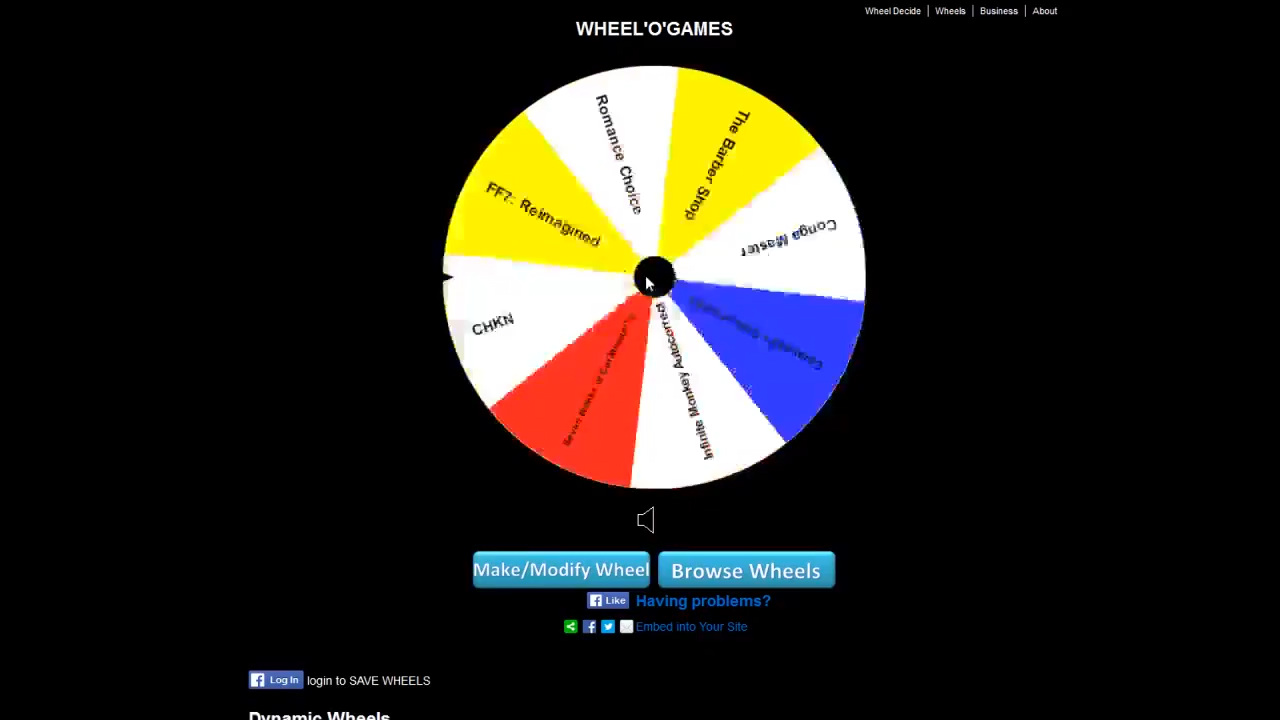 Wheel Decide | Wheels | Business | About
WHEEL'O'GAMES
Romance Choice
The Barber Shop
FF7: Reimagined
Conga Master
CHKN
Infinite Monkey Autocorrect
Make/Modify Wheel
Browse Wheels
Like
Having problems?
Embed into Your Site
Log In
login to SAVE WHEELS
Dynamic Wheels